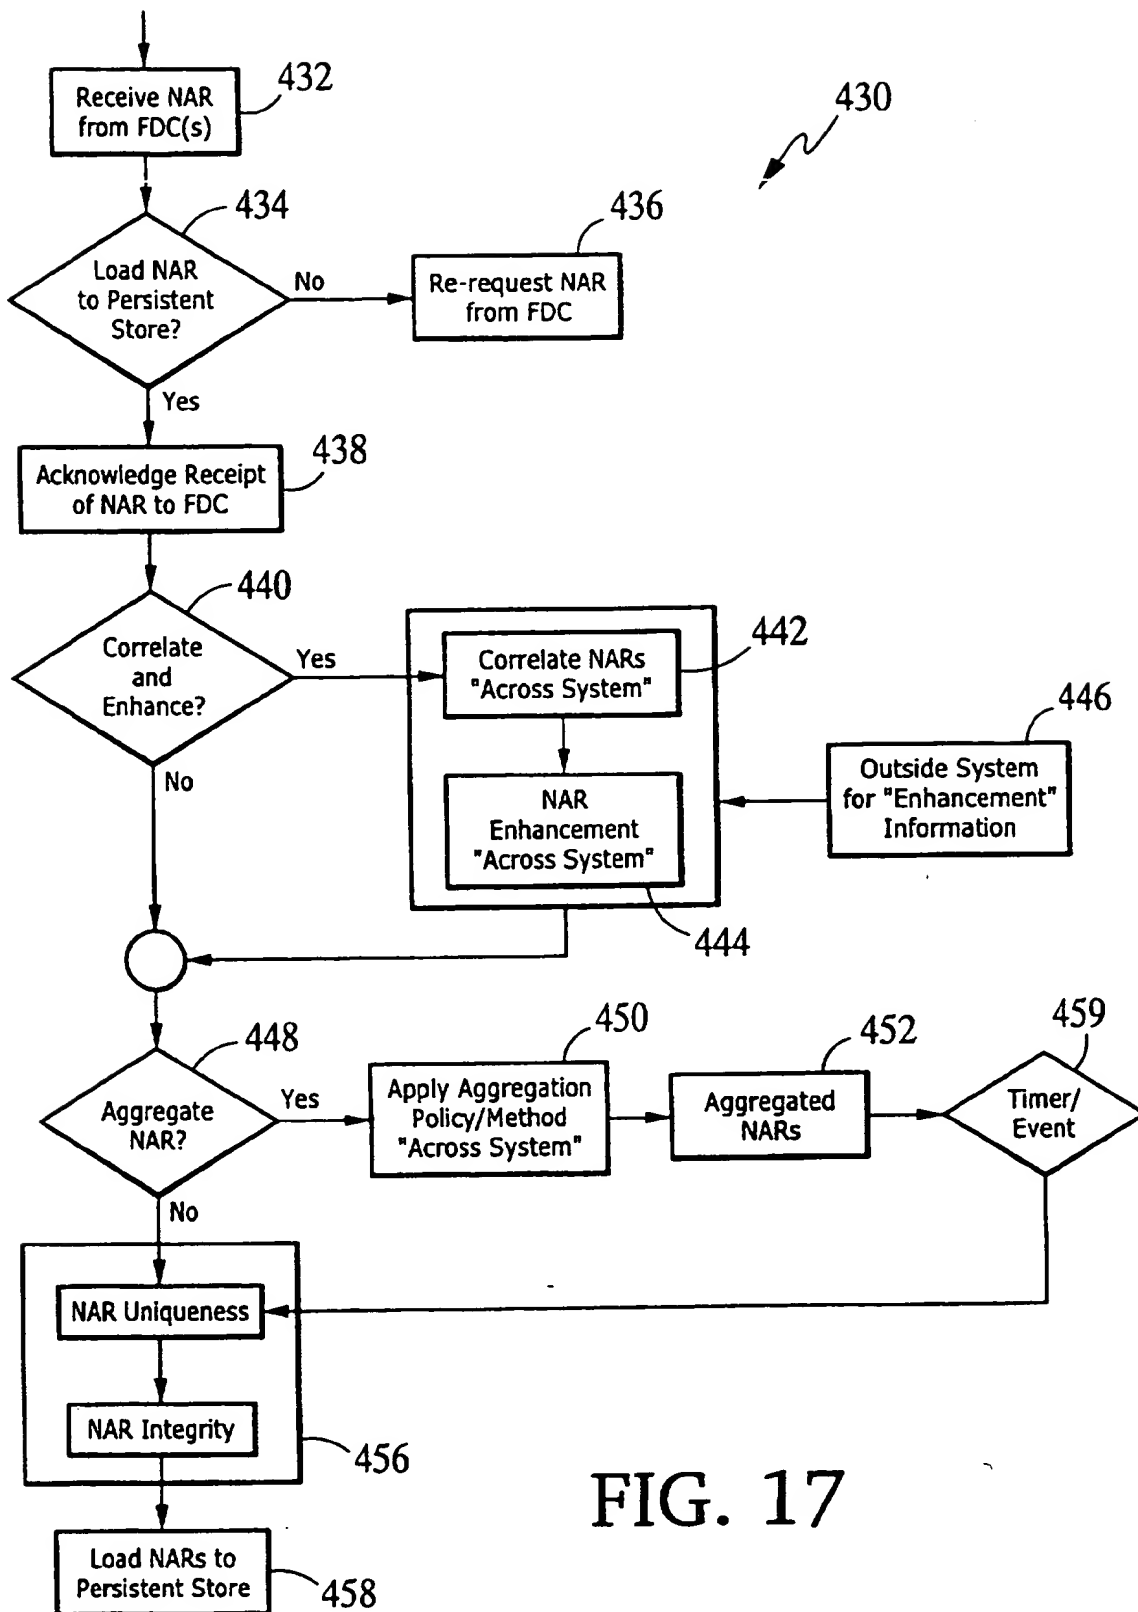 432
Receive NAR
from FDC(s)
430
434
Load NAR
to Persistent
Store?
No
436
Re-request NAR
from FDC
Yes
438
Acknowledge Receipt
of NAR to FDC
440
Correlate
and
Enhance?
Yes
442
Correlate NARs
"Across System"
446
Outside System
for "Enhancement"
Information
No
NAR
Enhancement
"Across System"
444
448
Aggregate
NAR?
Yes
450
Apply Aggregation
Policy/Method
"Across System"
452
Aggregated
NARs
459
Timer/
Event
No
NAR Uniqueness
NAR Integrity
456
FIG. 17
Load NARs to
Persistent Store
458